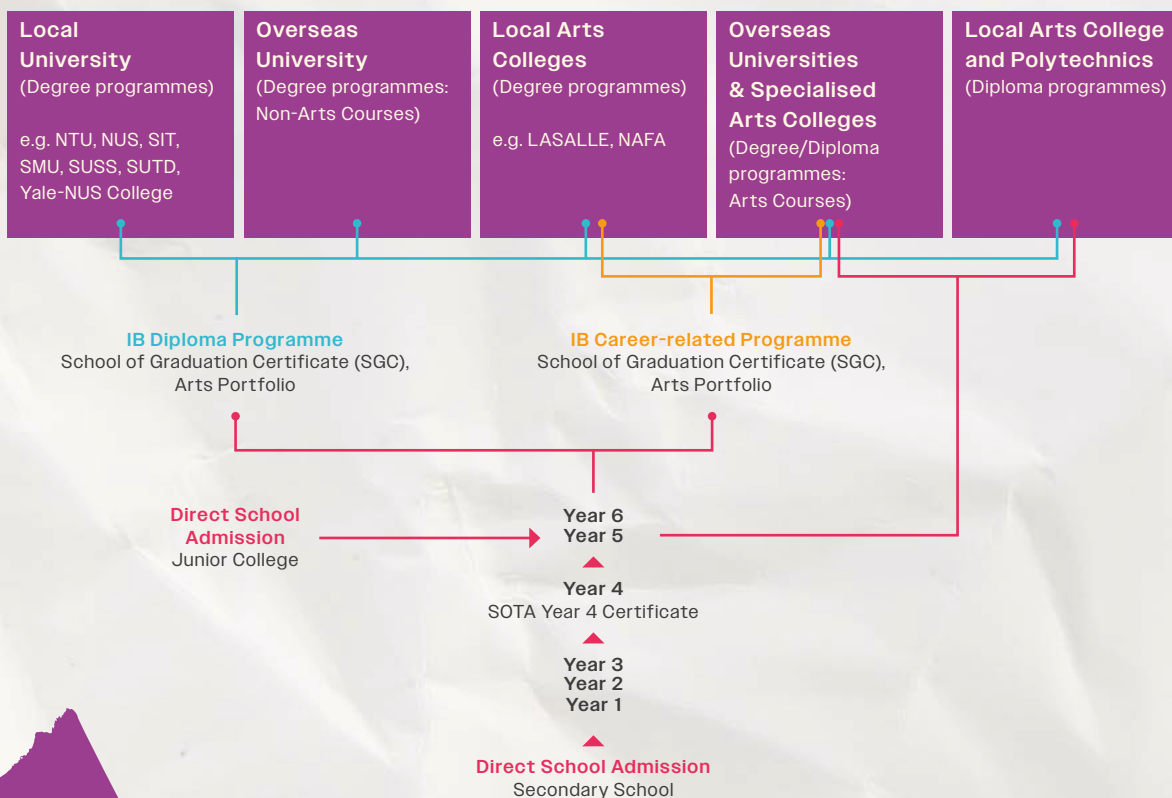 Local
University
(Degree programmes)
e.g. NTU, NUS, SIT,
SMU, SUSS, SUTD,
Yale-NUS College
Overseas
University
(Degree programmes:
Non-Arts Courses)
Local Arts
Colleges
(Degree programmes)
e.g. LASALLE, NAFA
Overseas
Universities
& Specialised
Arts Colleges
(Degree/Diploma
programmes:
Arts Courses)
Local Arts College
and Polytechnics
(Diploma programmes)
IB Diploma Programme
School of Graduation Certificate (SGC),
Arts Portfolio
IB Career-related Programme
School of Graduation Certificate (SGC),
Arts Portfolio
Direct School
Admission
Junior College
Year 6
Year 5
Year 4
SOTA Year 4 Certificate
Year 3
Year 2
Year 1
Direct School Admission
Secondary School